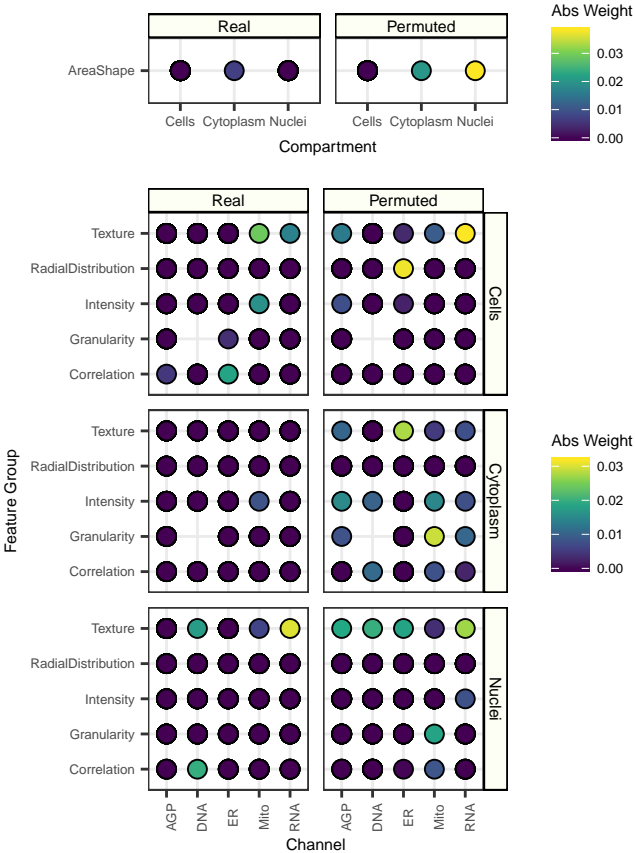 Real
Permuted
Abs Weight
0.03
0.02
0.01
0.00
AreaShape
Cells Cytoplasm Nuclei
Cells Cytoplasm Nuclei
Compartment
Real
Permuted
Texture
RadialDistribution
Intensity
Granularity
Correlation
Cells
Texture
RadialDistribution
Intensity
Granularity
Correlation
Cytoplasm
Feature Group
Abs Weight
0.03
0.02
0.01
0.00
Texture
RadialDistribution
Intensity
Granularity
Correlation
Nuclei
AGP
DNA
ER
Mito
RNA
AGP
DNA
ER
Mito
RNA
Channel